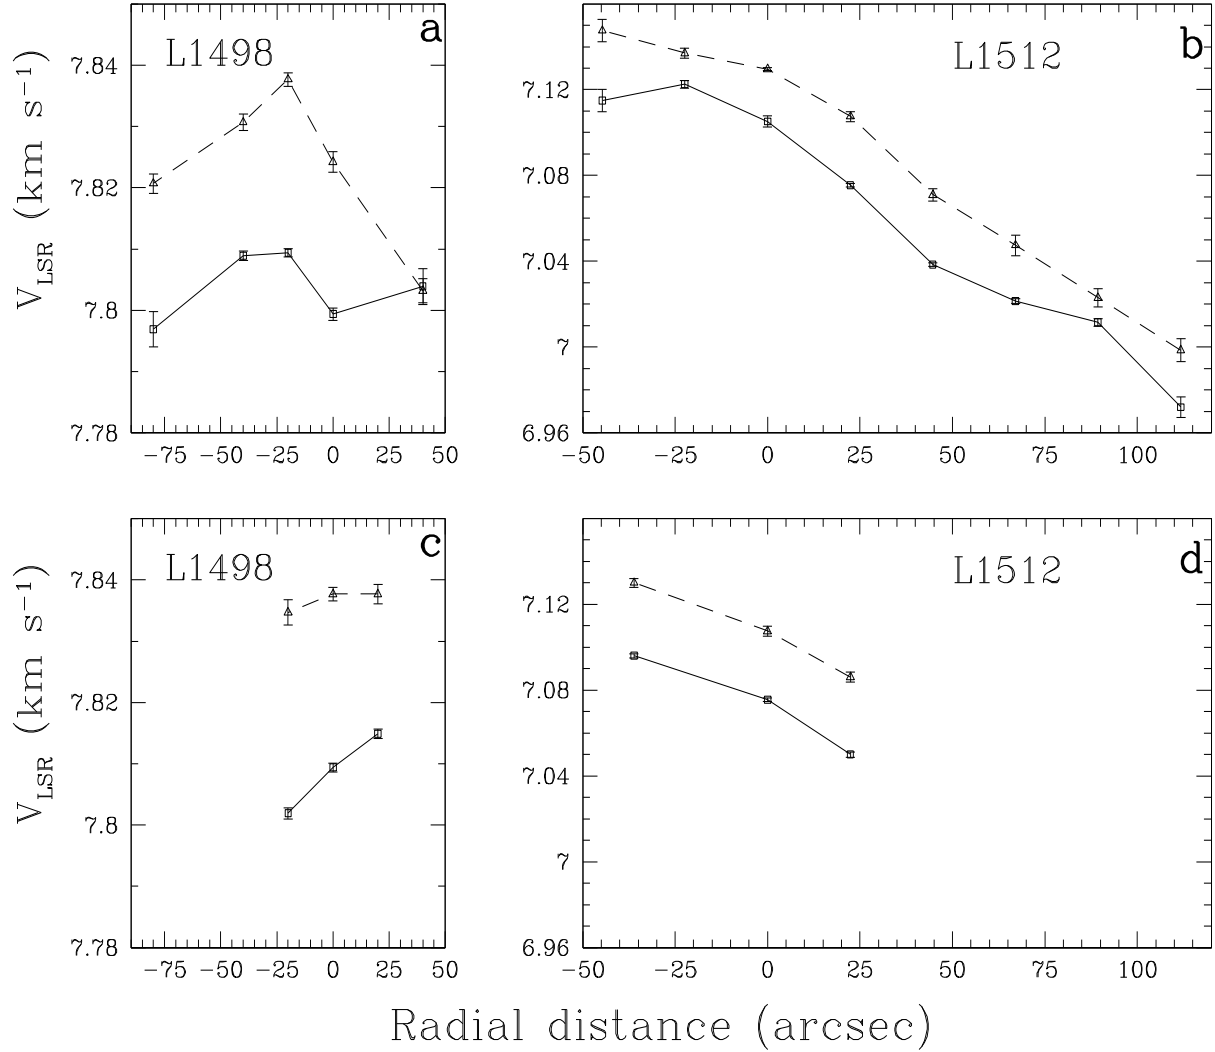 L1498 a
7.84
7.82
7.8
7.78
−75 −50 −25 0 25 50
V_LSR (km s⁻¹)
L1512 b
7.12
7.08
7.04
7
6.96
−50 −25 0 25 50 75 100
L1498 c
7.84
7.82
7.8
7.78
−75 −50 −25 0 25 50
V_LSR (km s⁻¹)
L1512 d
7.12
7.08
7.04
7
6.96
−50 −25 0 25 50 75 100
Radial distance (arcsec)